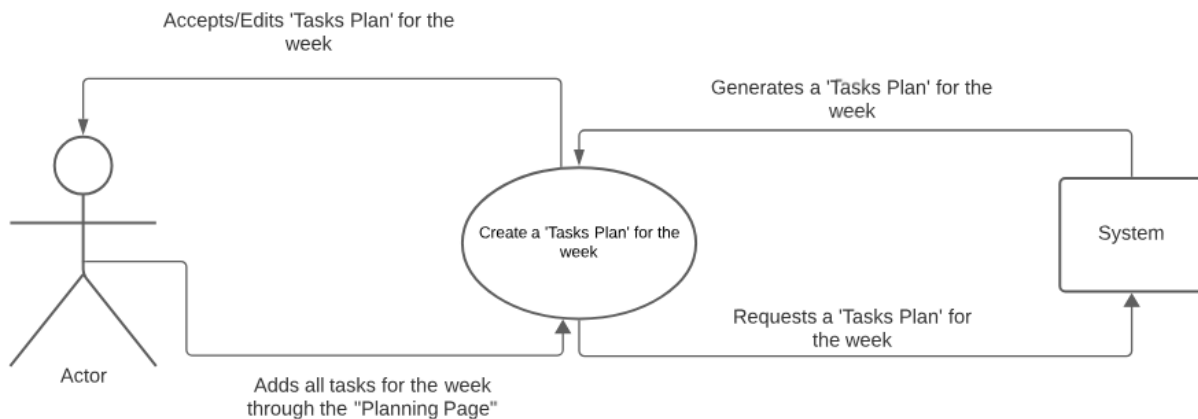 Accepts/Edits 'Tasks Plan' for the
week
Generates a 'Tasks Plan' for the
week
Create a 'Tasks Plan' for the
week
System
Requests a 'Tasks Plan' for
the week
Actor
Adds all tasks for the week
through the "Planning Page"